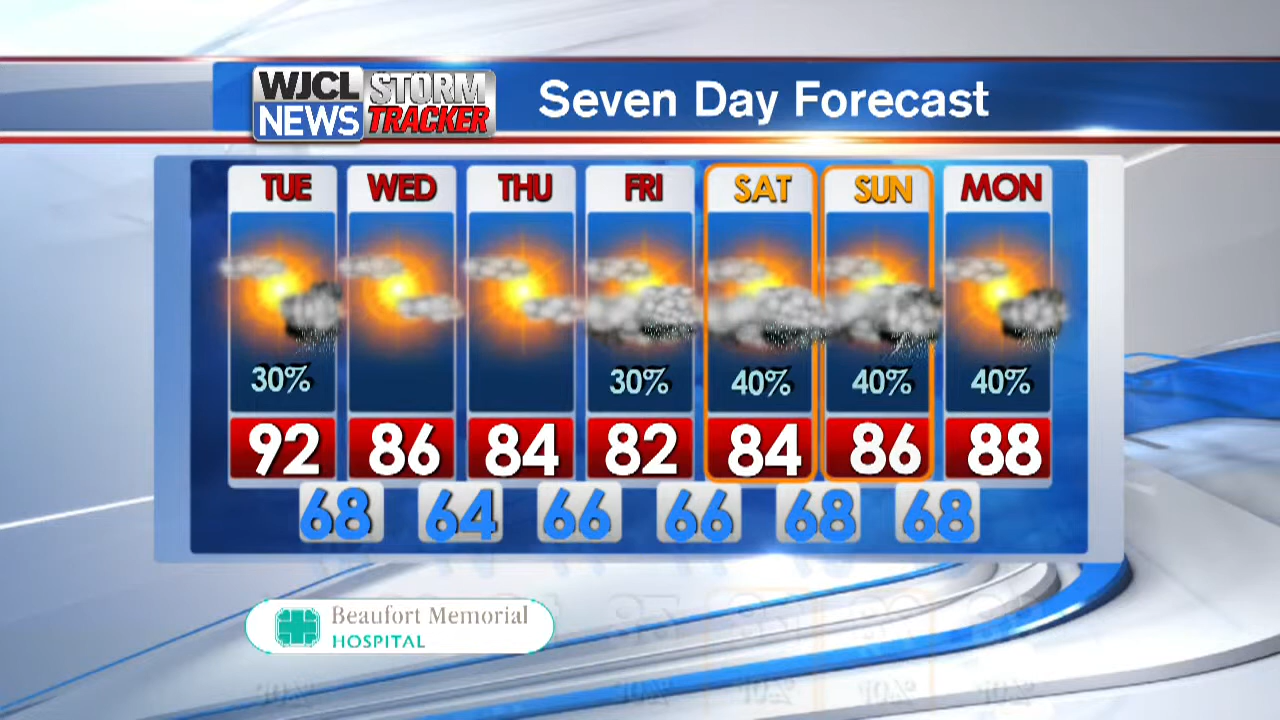 WJCL STORM
NEWS TRACKER
Seven Day Forecast
TUE WED THU FRI SAT SUN MON
30% 30% 40% 40% 40%
92 86 84 82 84 86 88
68 64 66 66 68 68
Beaufort Memorial
HOSPITAL